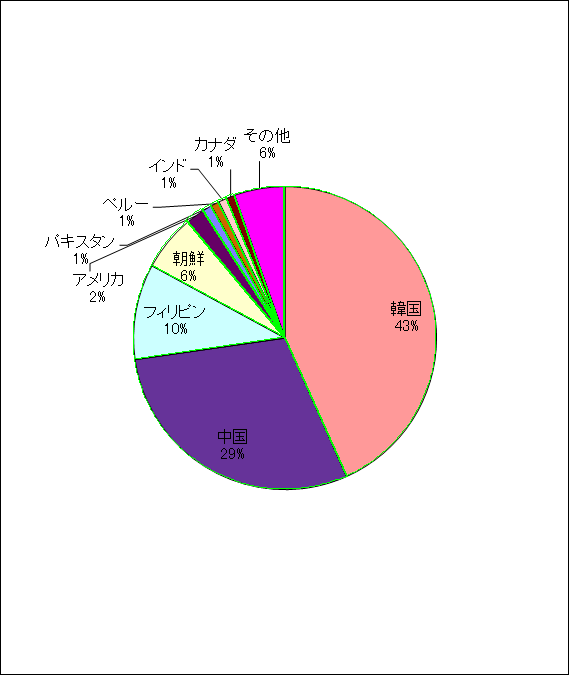 その他
6%
カナダ
1%
インド
1%
ペルー
1%
パキスタン
1%
アメリカ
2%
朝鮮
6%
フィリピン
10%
韓国
43%
中国
29%